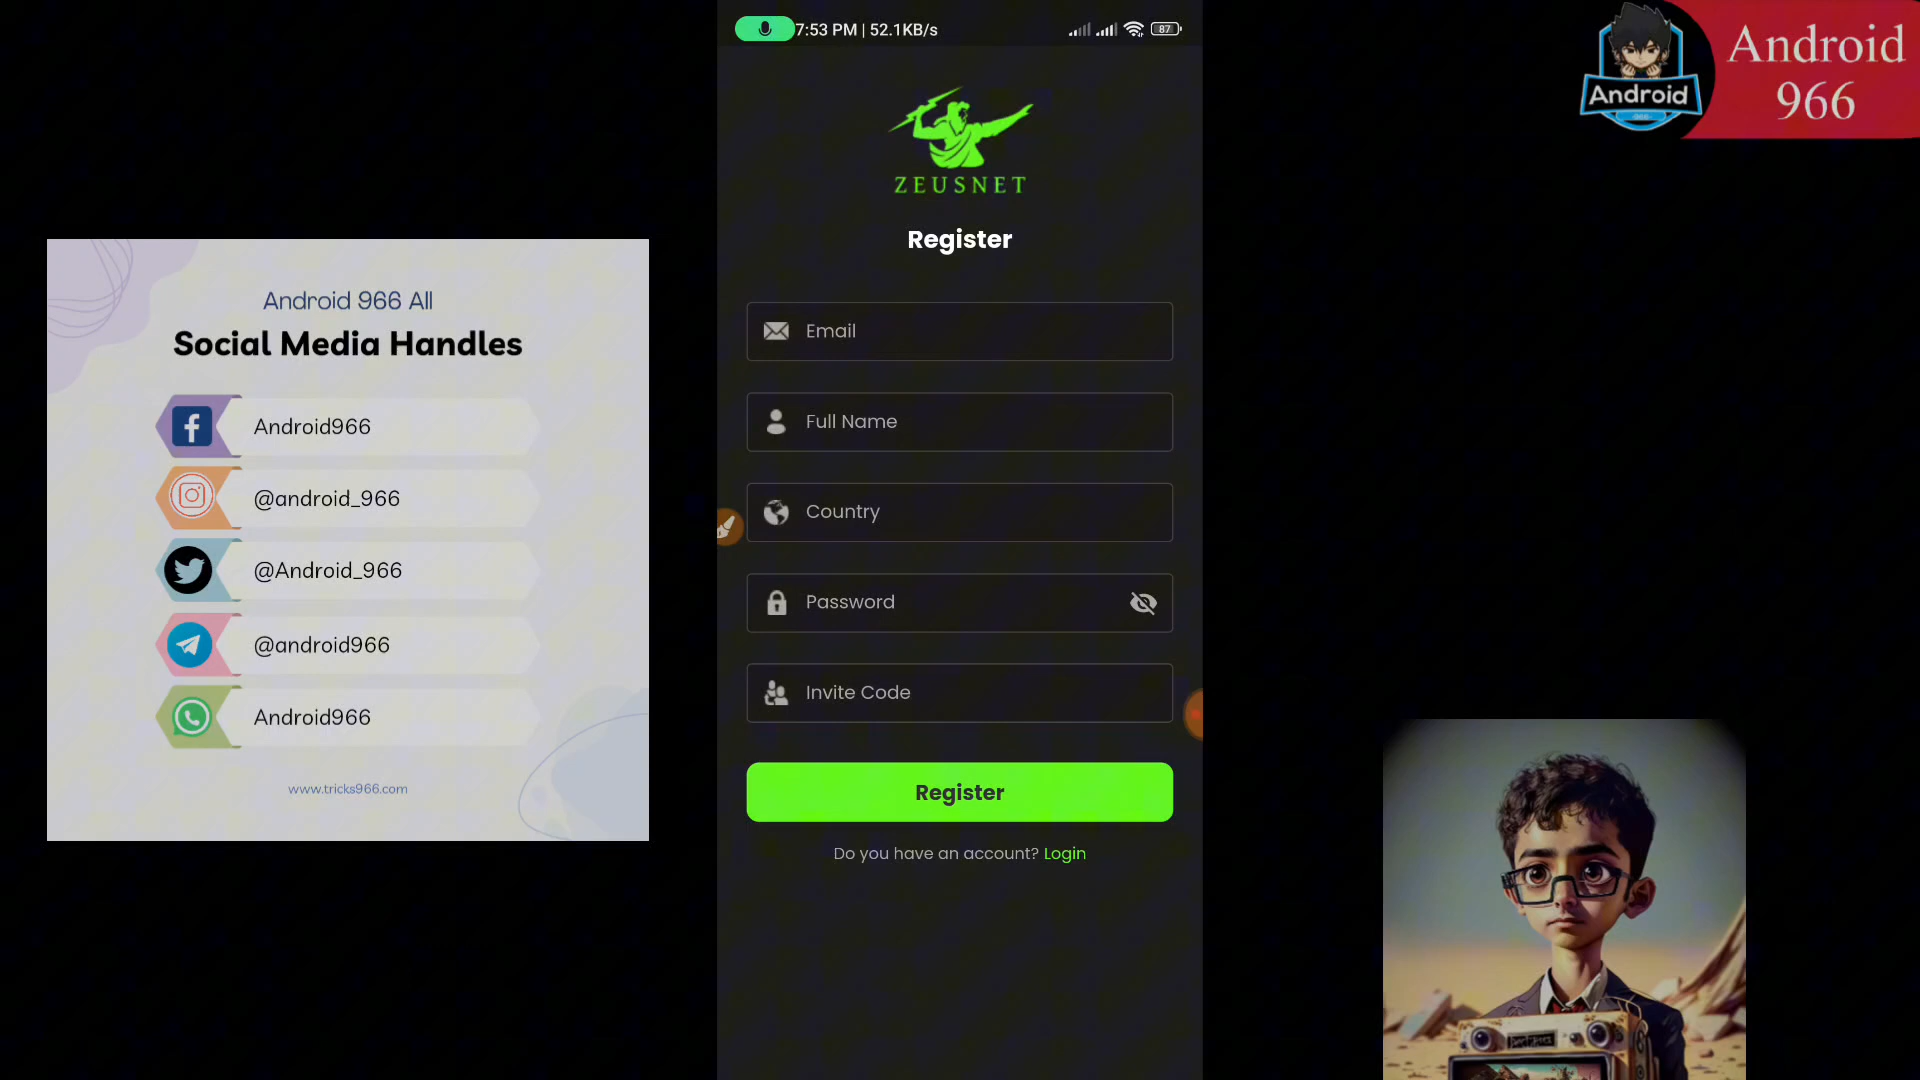 7:53 PM | 52.1KB/s
87
Android
966
Android
ZEUSNET
Register
Email
Full Name
Country
Password
Invite Code
Register
Do you have an account? Login
Android 966 All
Social Media Handles
Android966
@android_966
@Android_966
@android966
Android966
www.tricks966.com